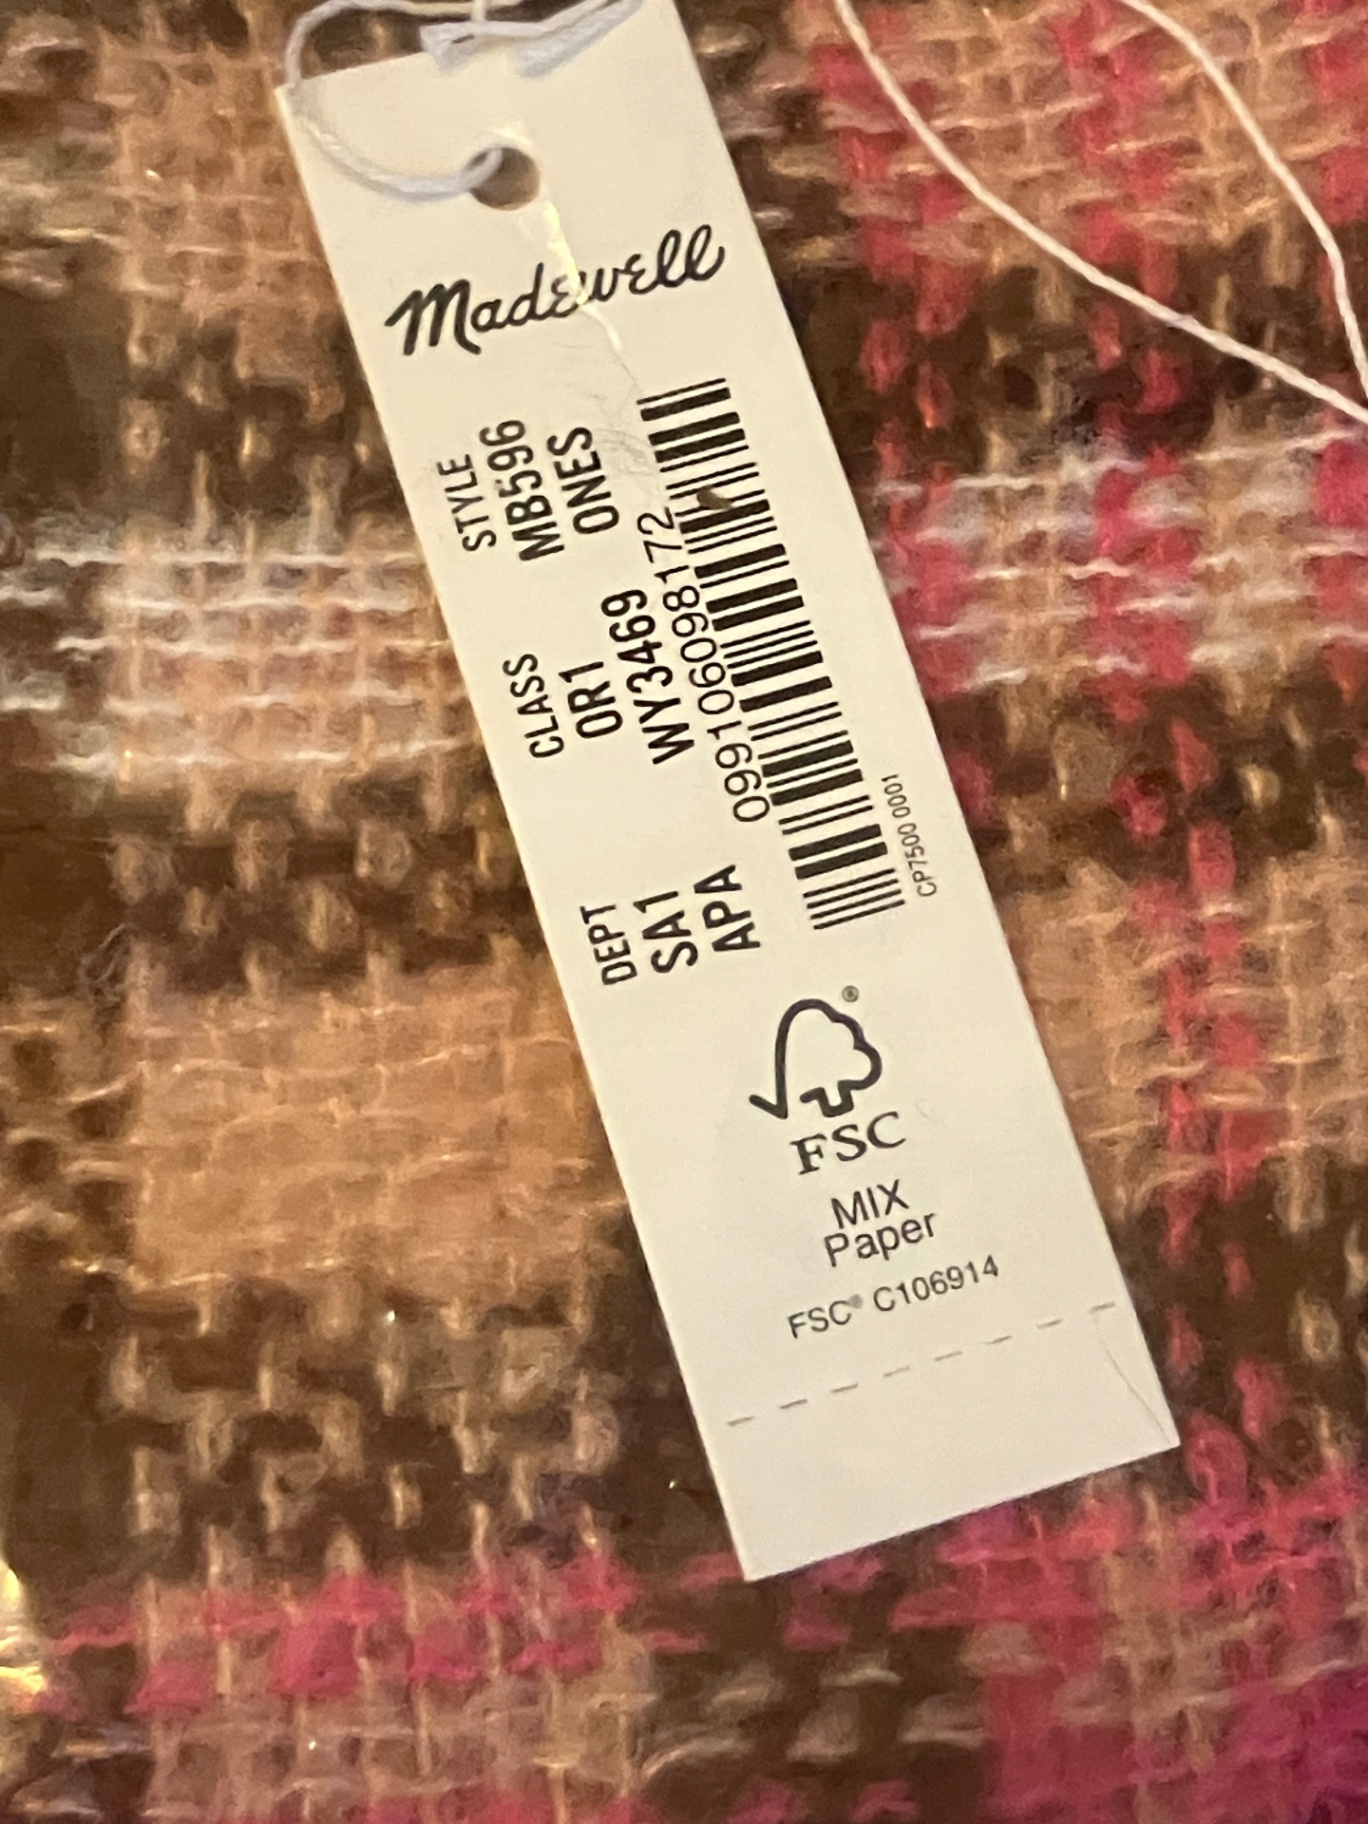 Madewell
DEPT CLASS STYLE
SA1 OR1 MB596
APA WY3469 ONES
099106098172
CP7500 0001
®
FSC
MIX
Paper
FSC® C106914